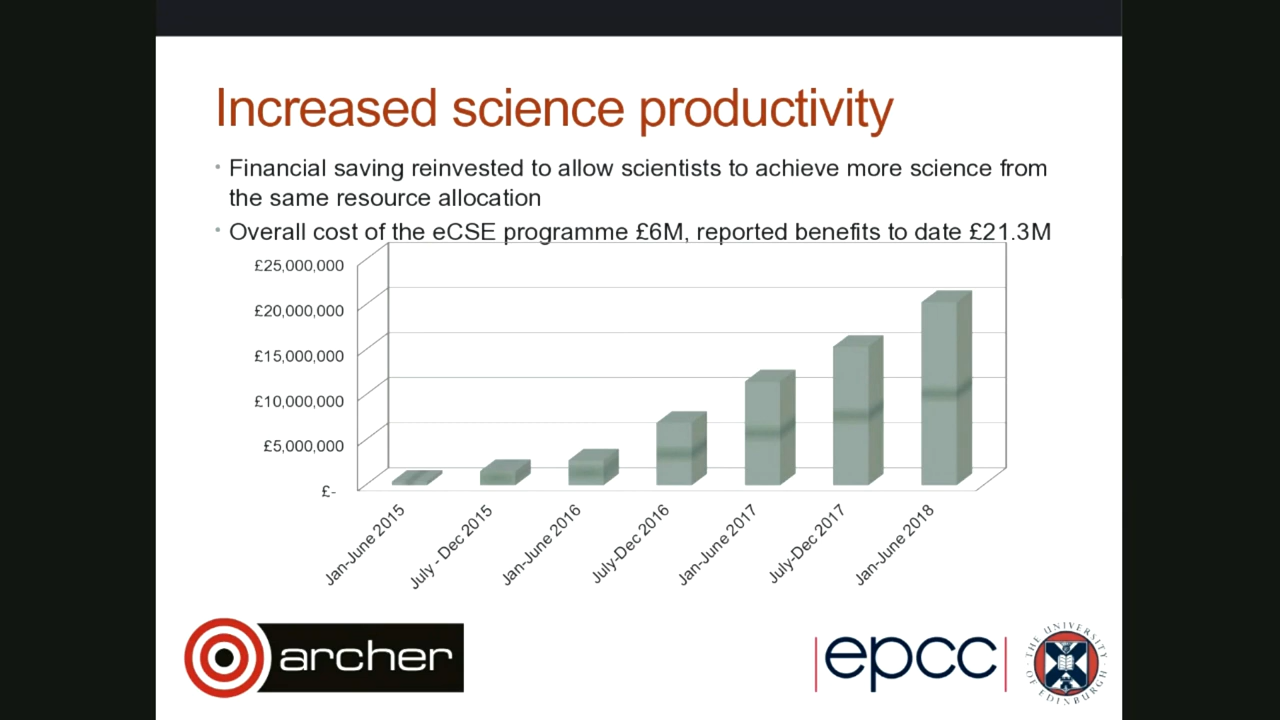 Increased science productivity
• Financial saving reinvested to allow scientists to achieve more science from
the same resource allocation
• Overall cost of the eCSE programme £6M, reported benefits to date £21.3M
£25,000,000
£20,000,000
£15,000,000
£10,000,000
£5,000,000
£-
Jan-June 2015
July - Dec 2015
Jan-June 2016
July-Dec 2016
Jan-June 2017
July-Dec 2017
Jan-June 2018
archer
epcc
THE UNIVERSITY
OF EDINBURGH